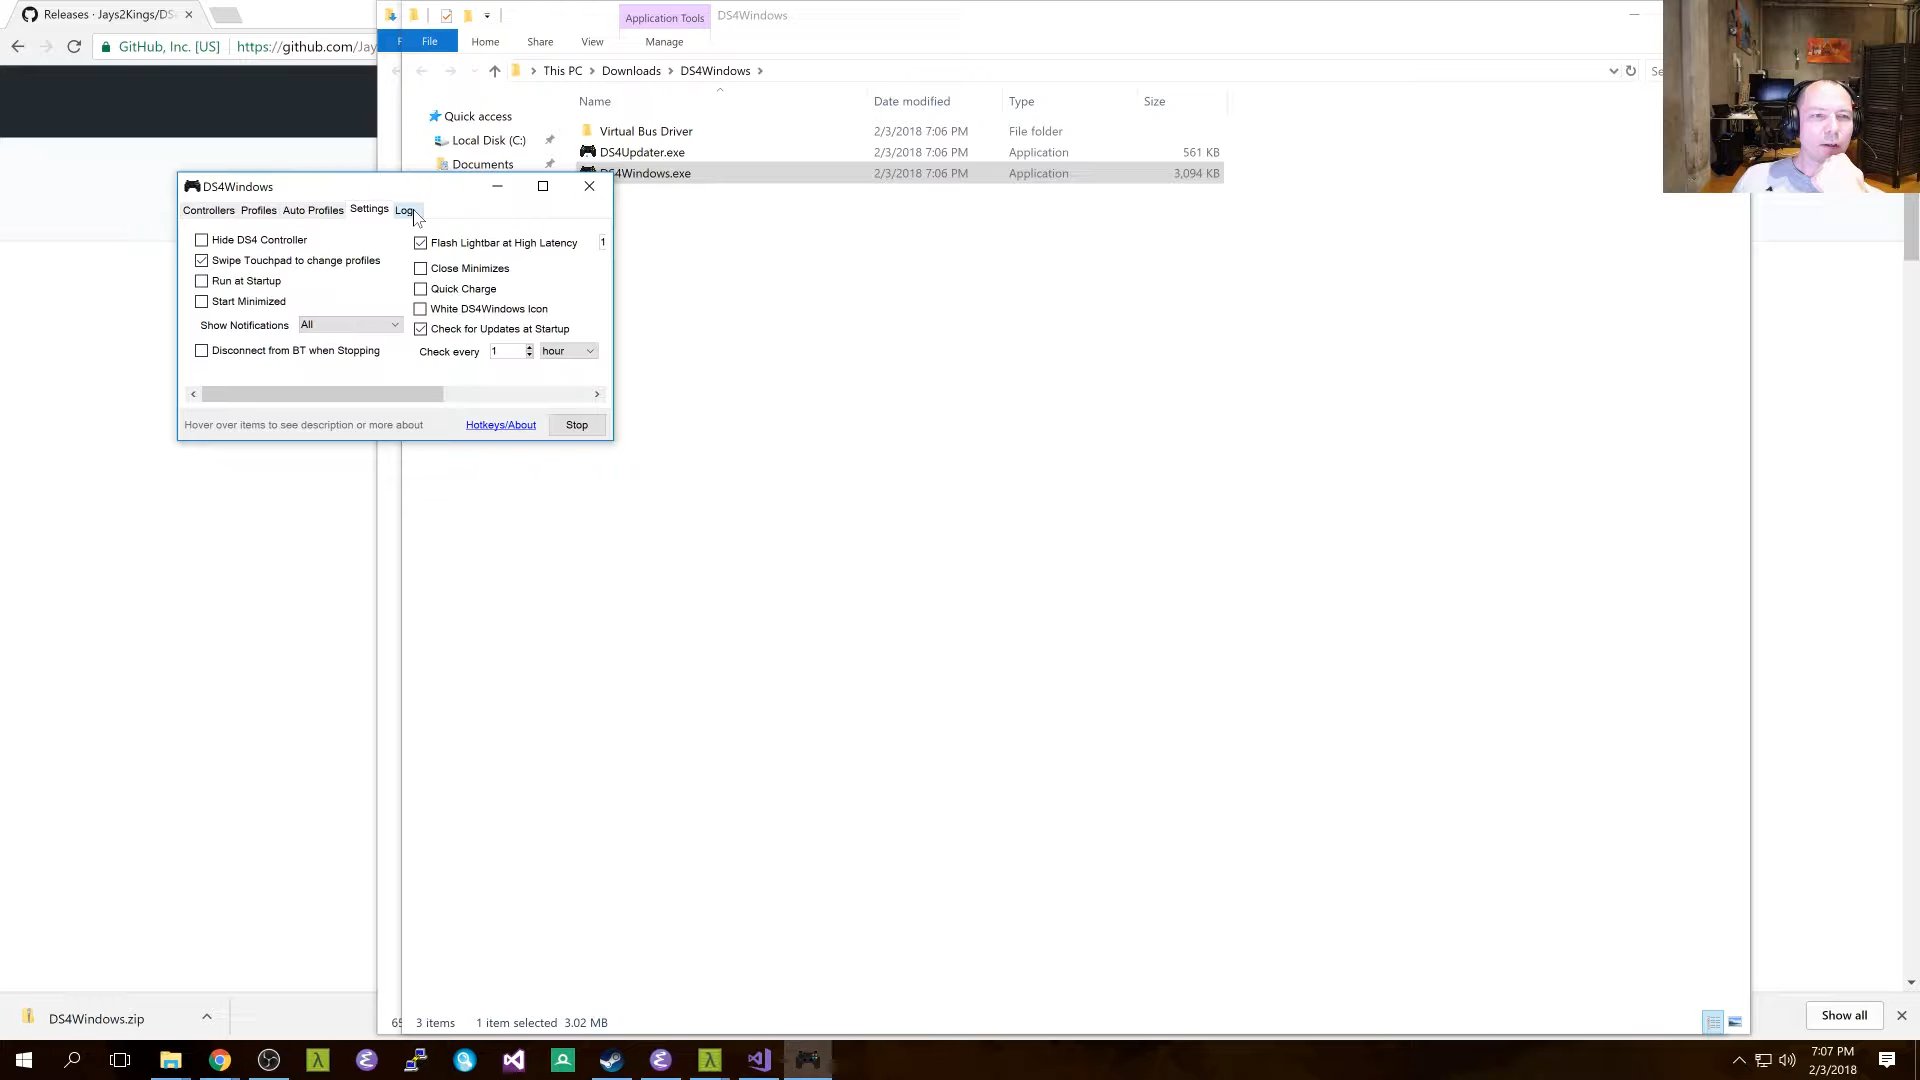 Releases · Jays2Kings/DS
GitHub, Inc. [US]
https://github.com/Jay
File
Home
Share
View
Application Tools
Manage
DS4Windows
This PC
Downloads
DS4Windows
Se
Name
Date modified
Type
Size
Quick access
Local Disk (C:)
Documents
Virtual Bus Driver
2/3/2018 7:06 PM
File folder
DS4Updater.exe
2/3/2018 7:06 PM
Application
561 KB
DS4Windows.exe
2/3/2018 7:06 PM
Application
3,094 KB
DS4Windows
Controllers
Profiles
Auto Profiles
Settings
Log
Hide DS4 Controller
Swipe Touchpad to change profiles
Run at Startup
Start Minimized
Show Notifications
All
Disconnect from BT when Stopping
Flash Lightbar at High Latency
1
Close Minimizes
Quick Charge
White DS4Windows Icon
Check for Updates at Startup
Check every
1
hour
Hover over items to see description or more about
Hotkeys/About
Stop
3 items
1 item selected 3.02 MB
DS4Windows.zip
Show all
7:07 PM
2/3/2018